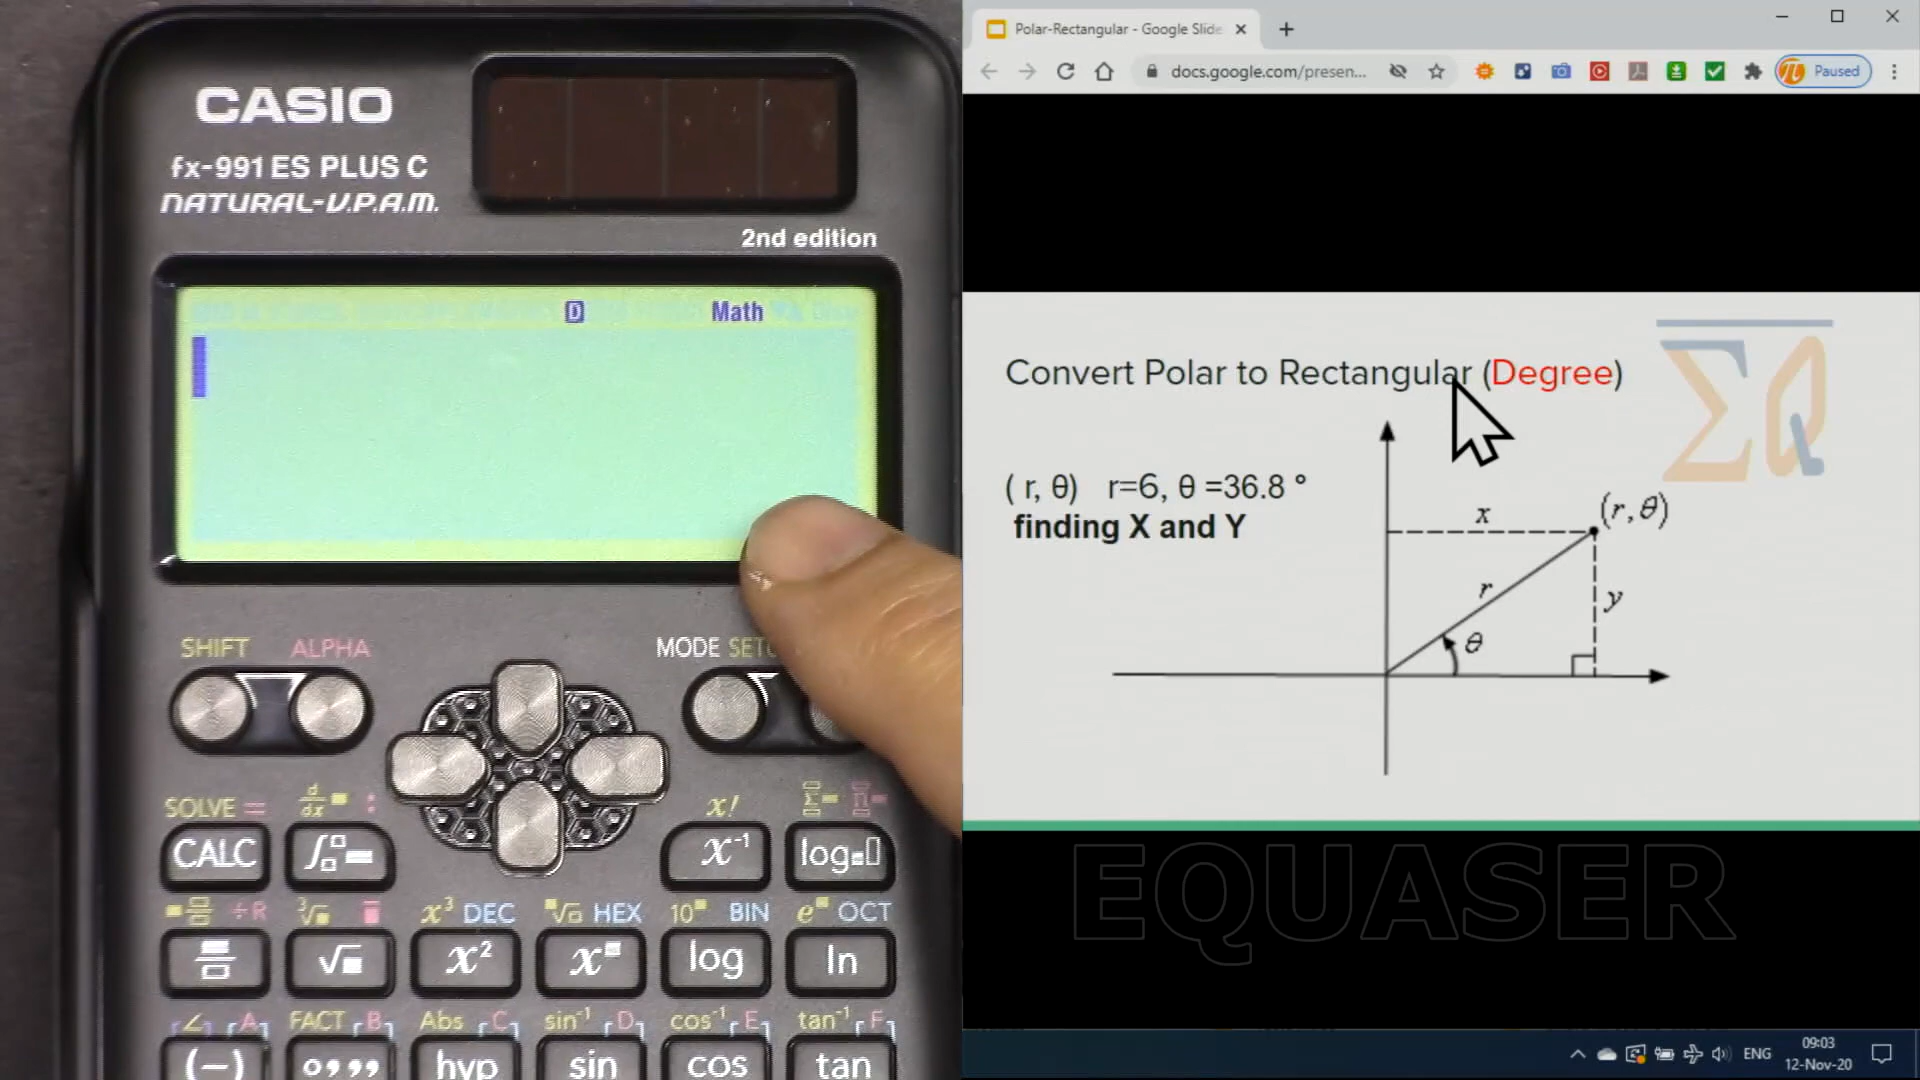 CASIO
fx-991 ES PLUS C
NATURAL-V.P.A.M.
2nd edition
D Math
SHIFT ALPHA
MODE
SOLVE =
x!
CALC
x⁻¹
log
÷R
x³ DEC
HEX
10 BIN
e OCT
x²
log
ln
∠ A
FACT B
Abs C
sin⁻¹ D
cos⁻¹ E
tan⁻¹ F
(−)
hyp
sin
cos
tan
Polar-Rectangular - Google Slide
docs.google.com/presen...
Paused
Convert Polar to Rectangular (Degree)
ΣQ
( r, θ) r=6, θ =36.8 °
finding X and Y
x
(r, θ)
r
y
θ
EQUASER
ENG
09:03
12-Nov-20